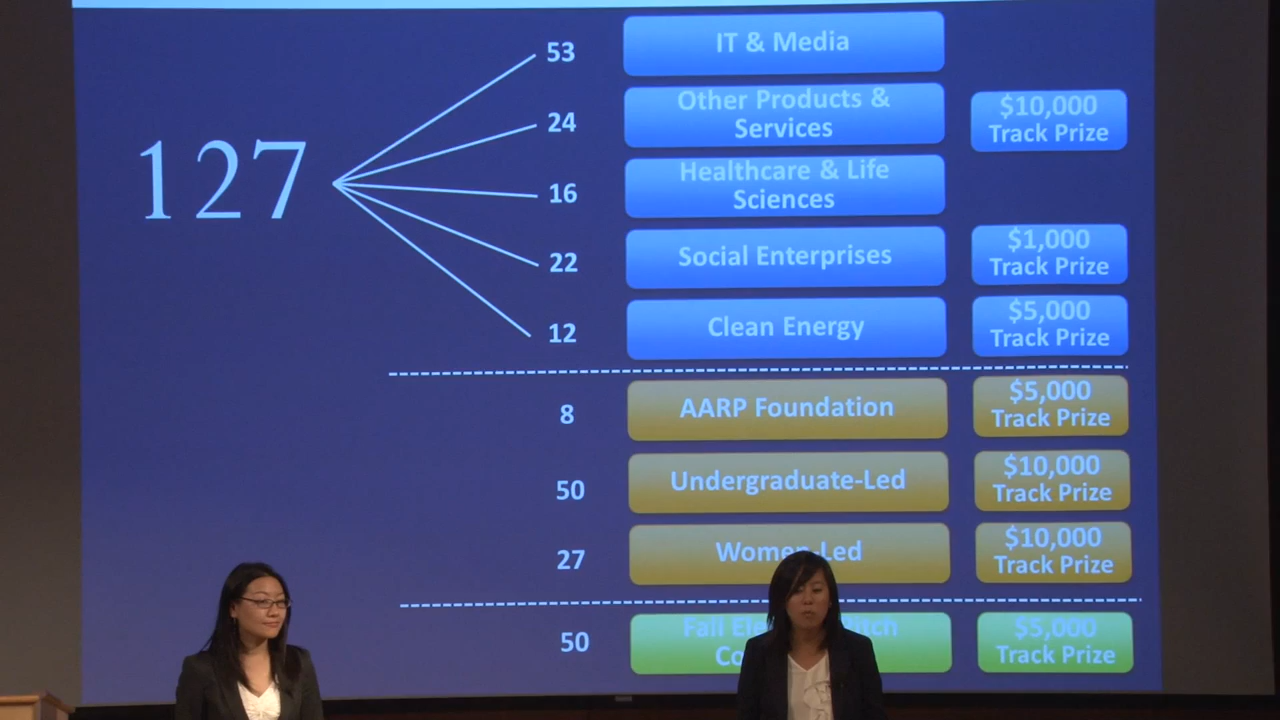 127
53
IT & Media
24
Other Products &
Services
$10,000
Track Prize
16
Healthcare & Life
Sciences
22
Social Enterprises
$1,000
Track Prize
12
Clean Energy
$5,000
Track Prize
8
AARP Foundation
$5,000
Track Prize
50
Undergraduate-Led
$10,000
Track Prize
27
Women-Led
$10,000
Track Prize
50
Fall
$5,000
Track Prize